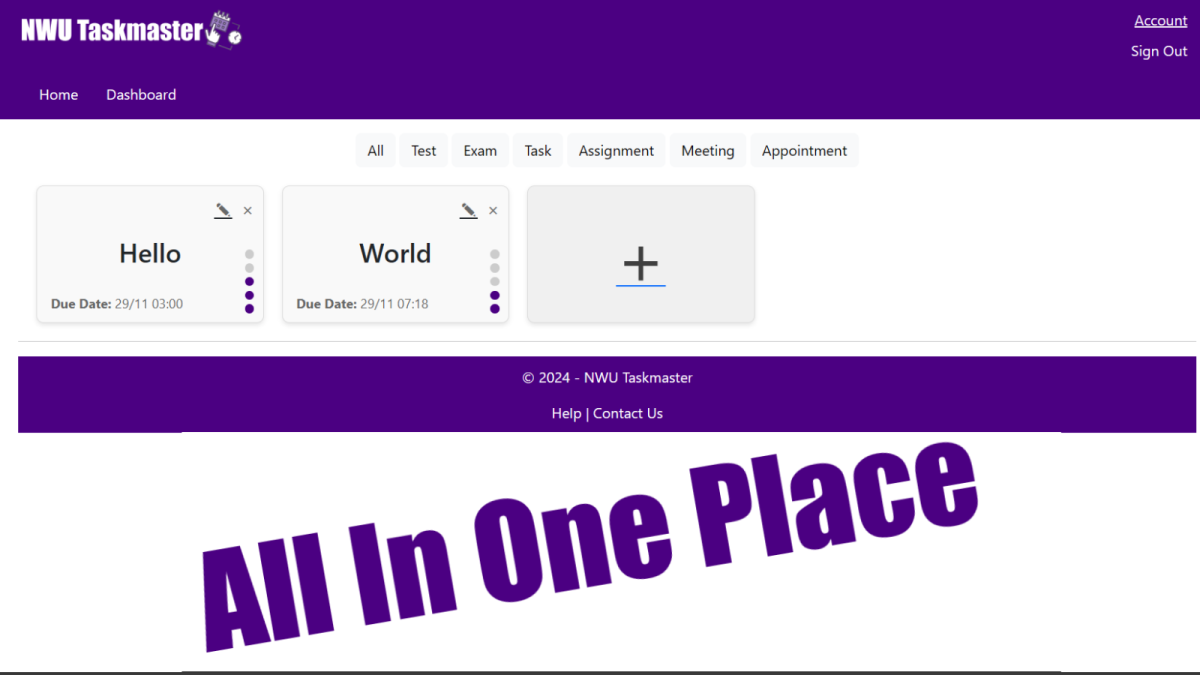 NWU Taskmaster
Account
Sign Out
Home Dashboard
All Test Exam Task Assignment Meeting Appointment
×
Hello
Due Date: 29/11 03:00
×
World
Due Date: 29/11 07:18
+
© 2024 - NWU Taskmaster
Help | Contact Us
All In One Place